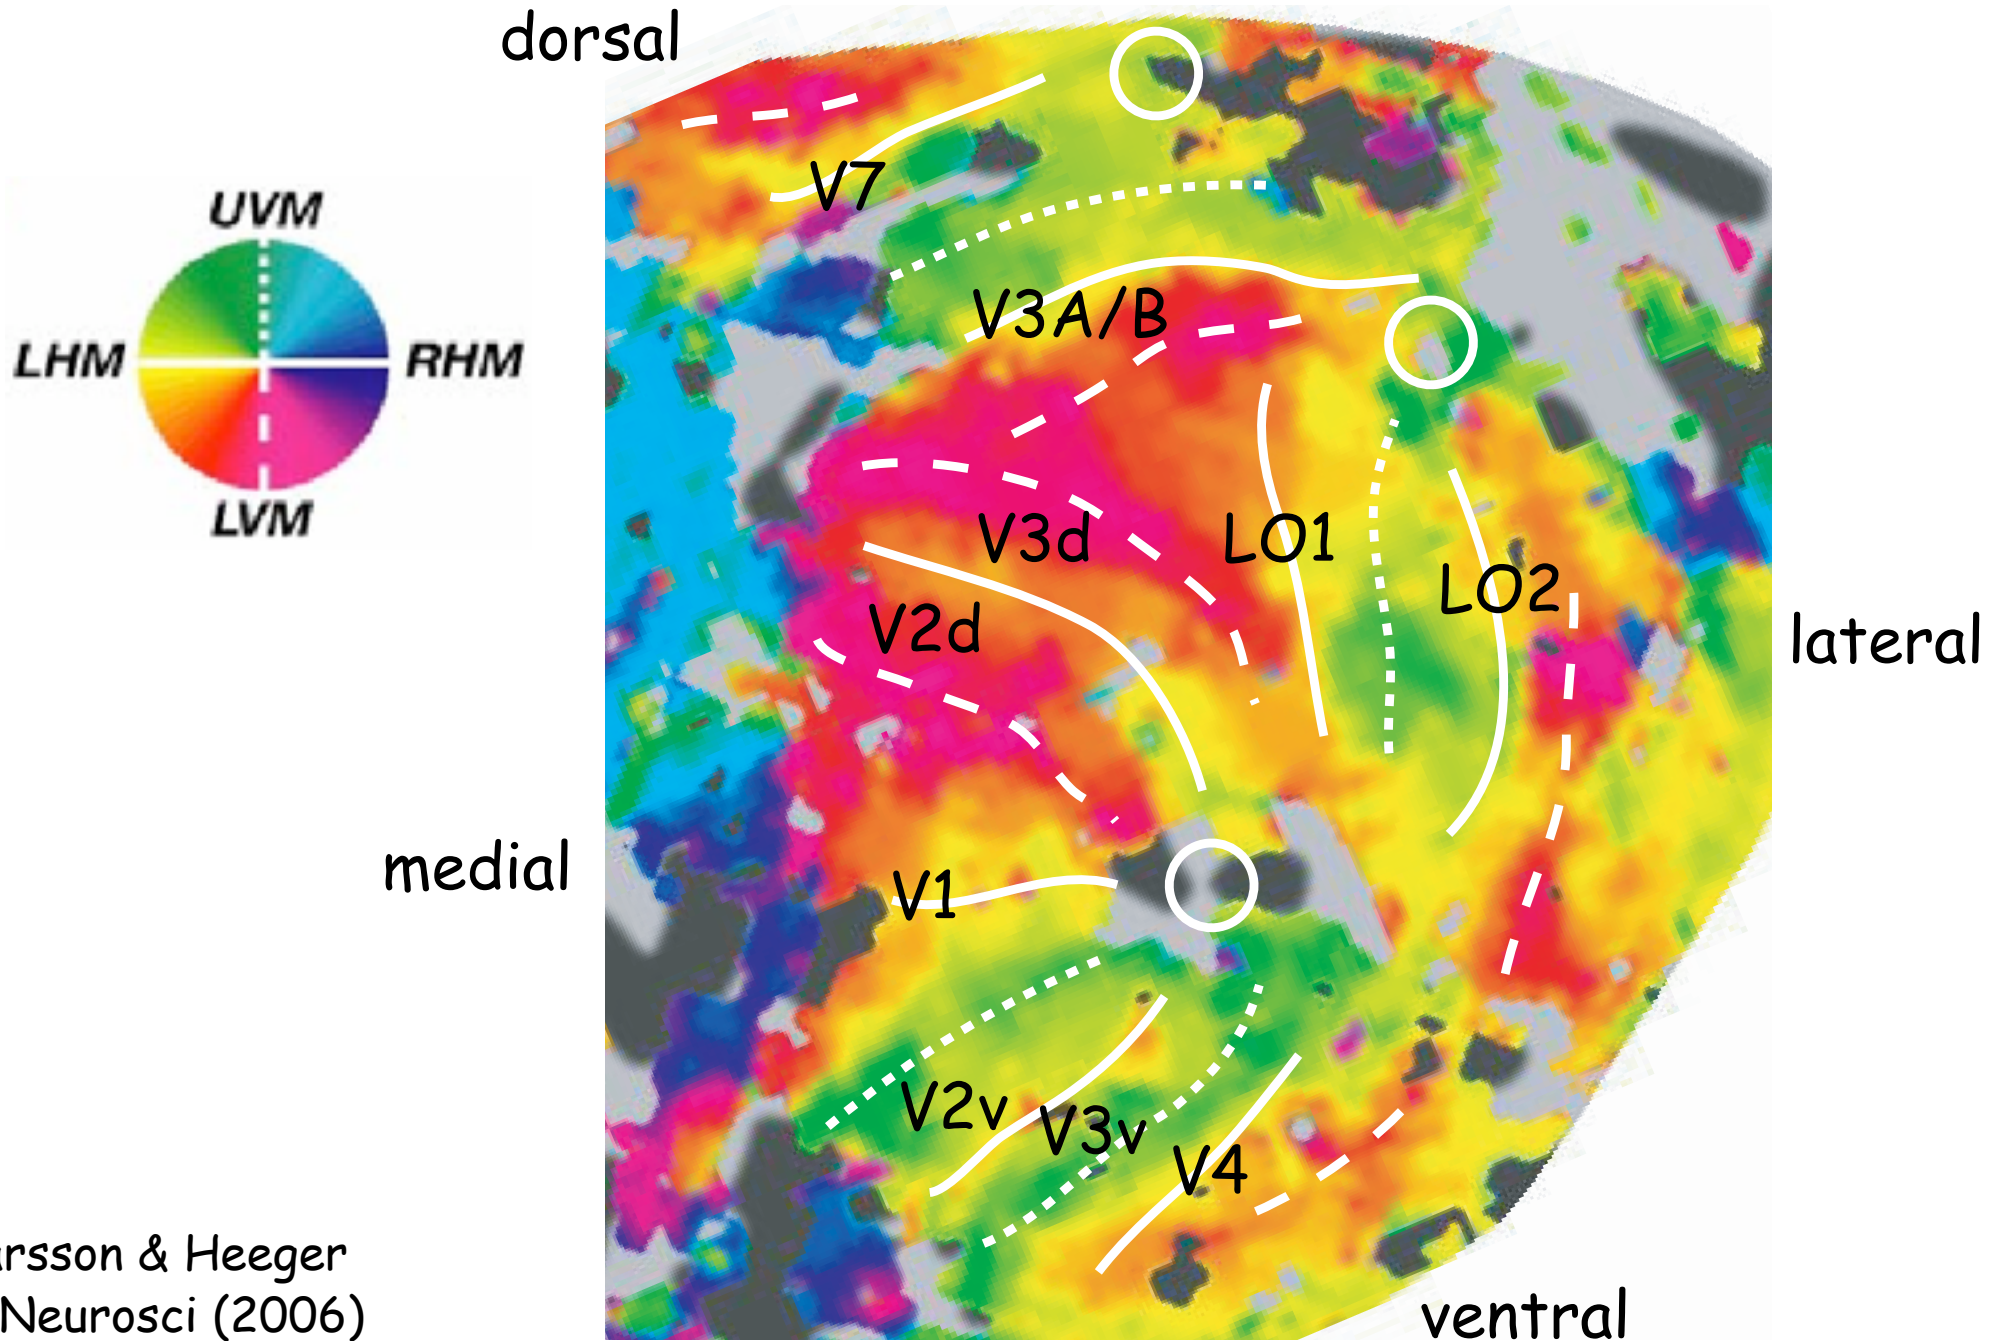 dorsal
UVM
LHM
RHM
LVM
V7
V3A/B
V3d
LO1
LO2
V2d
lateral
medial
V1
V2v
V3v
V4
& Heeger
Neurosci (2006)
ventral